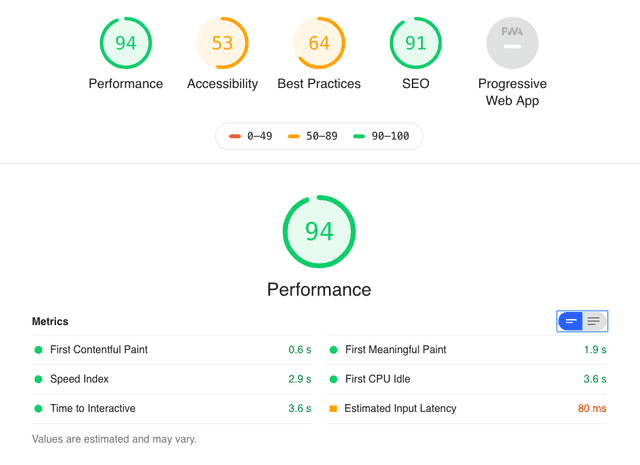 94
53
64
91
PWA
Performance
Accessibility
Best Practices
SEO
Progressive
Web App
0–49
50–89
90–100
94
Performance
Metrics
First Contentful Paint 0.6 s
First Meaningful Paint 1.9 s
Speed Index 2.9 s
First CPU Idle 3.6 s
Time to Interactive 3.6 s
Estimated Input Latency 80 ms
Values are estimated and may vary.